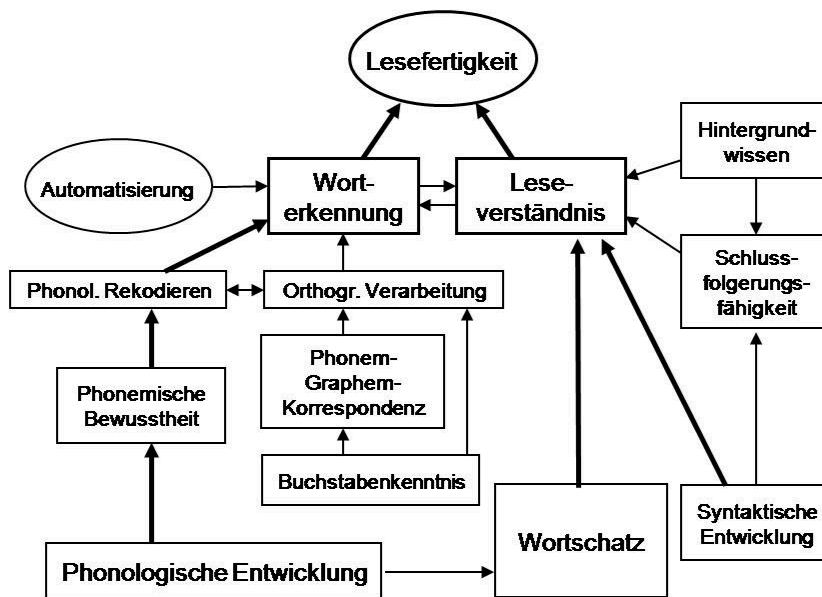 Lesefertigkeit
Automatisierung
Wort-
erkennung
Lese-
verständnis
Hintergrund-
wissen
Schluss-
folgerungs-
fähigkeit
Phonol. Rekodieren
Orthogr. Verarbeitung
Phonem-
Graphem-
Korrespondenz
Phonemische
Bewusstheit
Buchstabenkenntnis
Wortschatz
Syntaktische
Entwicklung
Phonologische Entwicklung